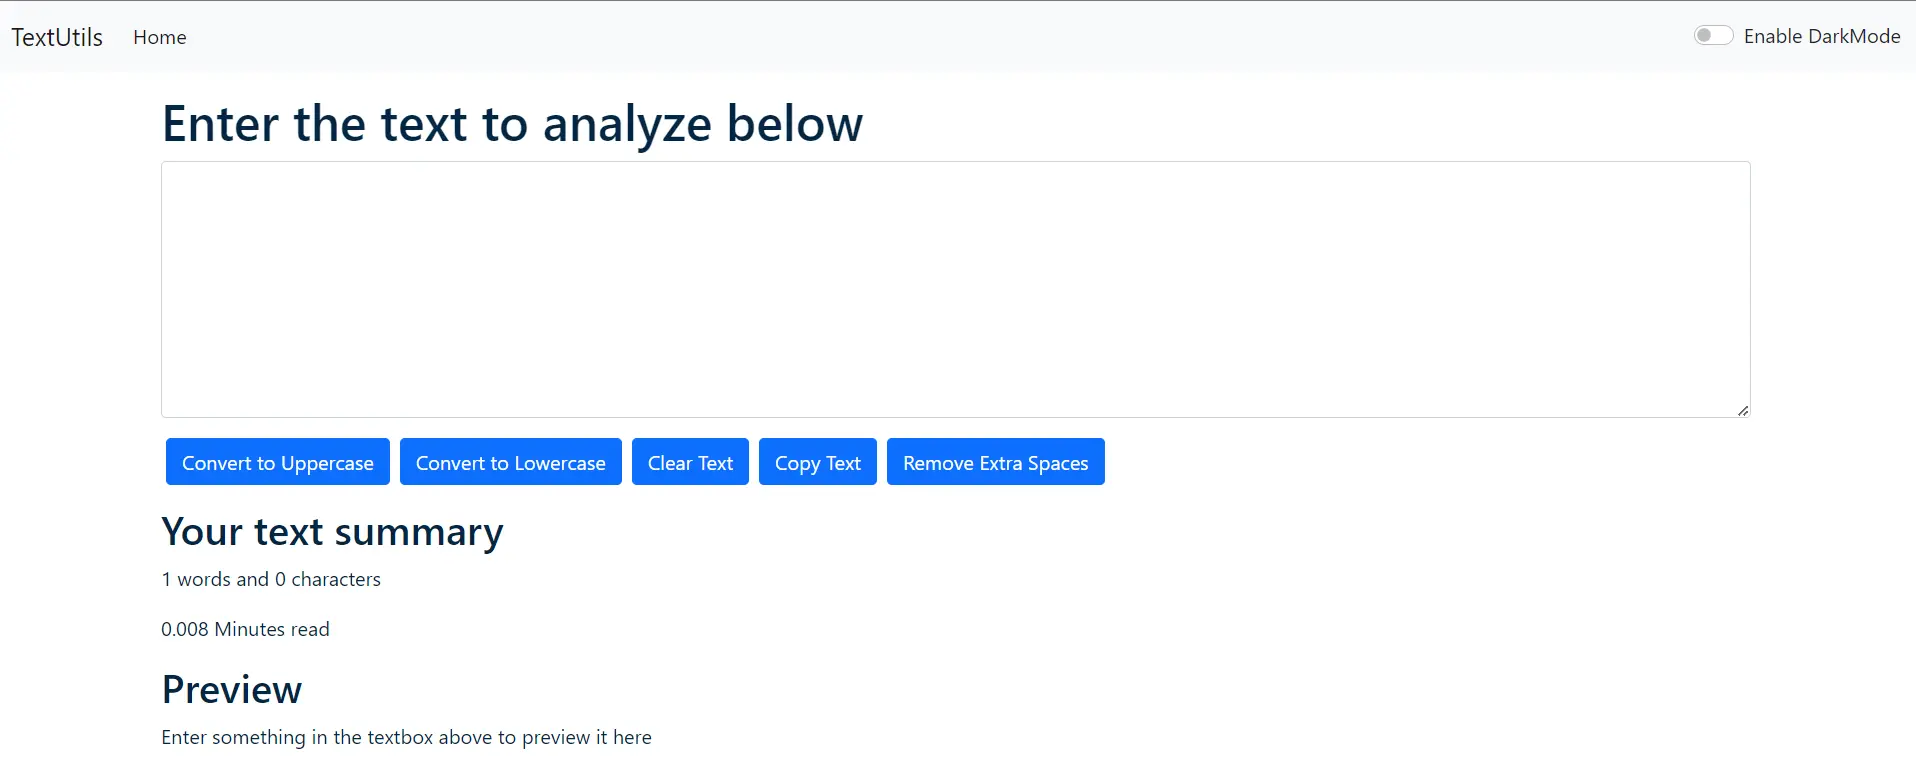 TextUtils Home Enable DarkMode
Enter the text to analyze below
Convert to Uppercase Convert to Lowercase Clear Text Copy Text Remove Extra Spaces
Your text summary
1 words and 0 characters
0.008 Minutes read
Preview
Enter something in the textbox above to preview it here